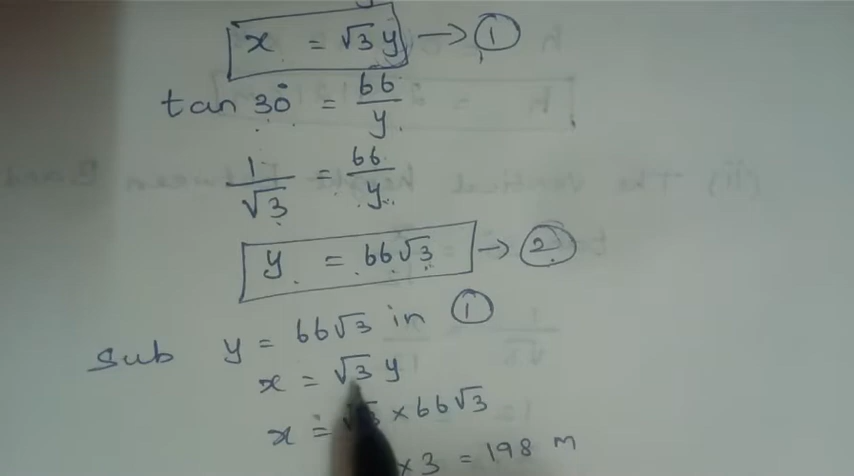 x = √3 y → ①
tan 30° = 66/y
1/√3 = 66/y
y = 66√3 → ②
Sub y = 66√3 in ①
x = √3 y
x = √3 × 66√3
× 3 = 198 m